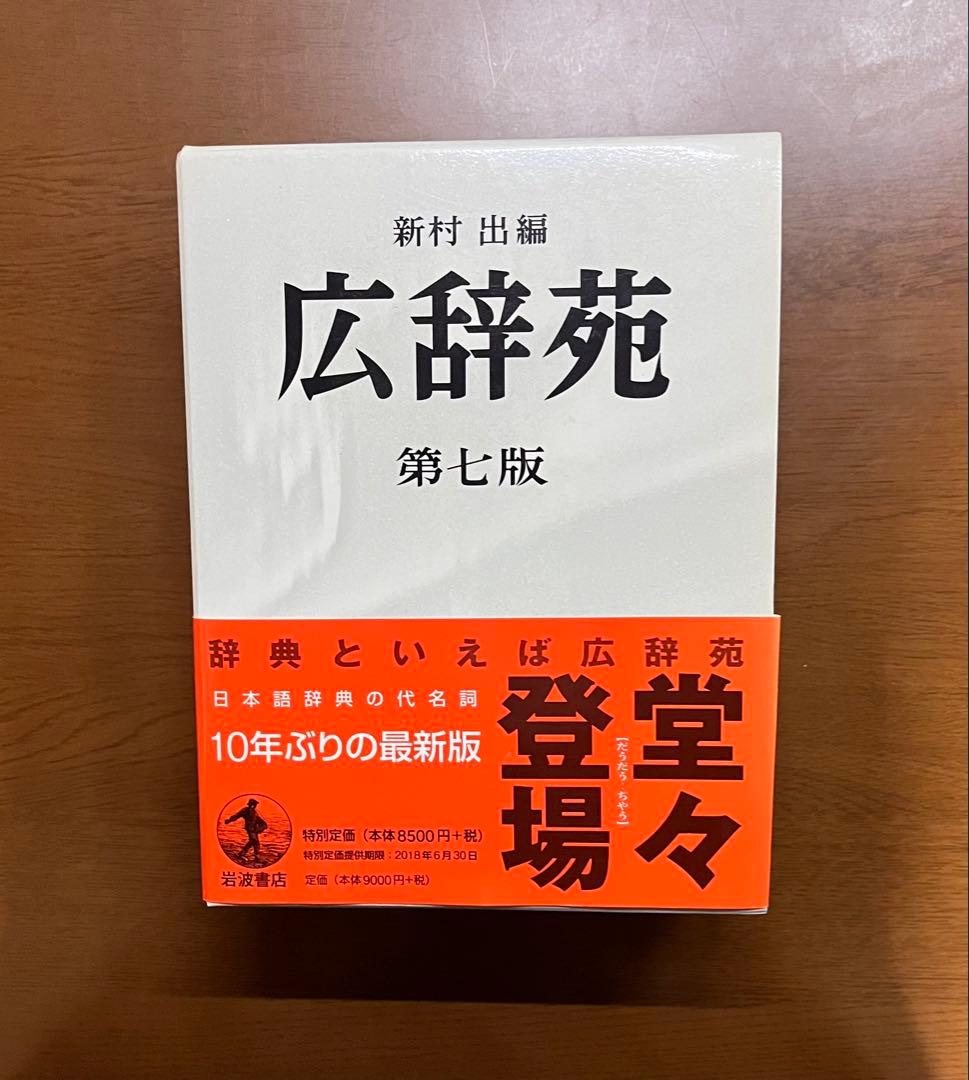 新村 出編
広辞苑
第七版
辞典といえば広辞苑
日本語辞典の代名詞
10年ぶりの最新版
堂々
登場
【だうだう‐ちやう】
特別定価（本体8500円+税）
特別定価提供期限：2018年6月30日
岩波書店
定価（本体9000円+税）